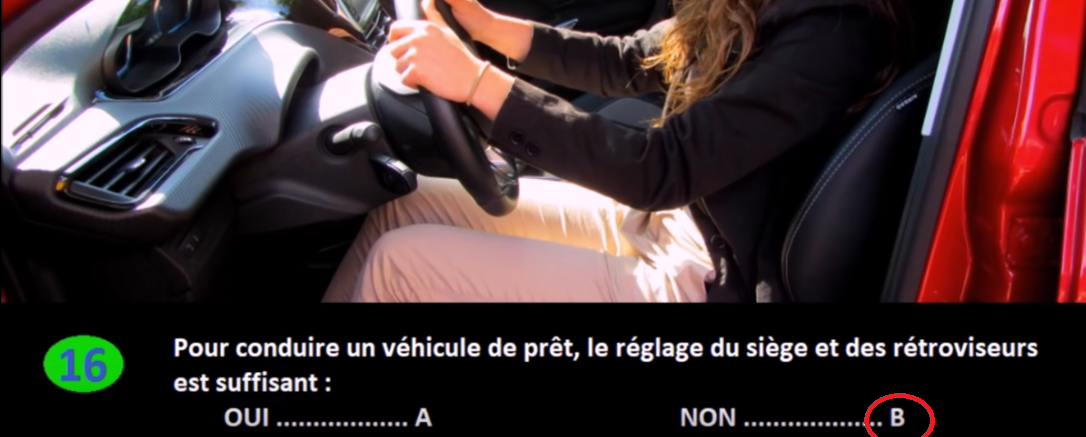 16
Pour conduire un véhicule de prêt, le réglage du siège et des rétroviseurs
est suffisant :
OUI .................. A NON ................... B